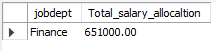 jobdept Total_salary_allocaltion
Finance 651000.00